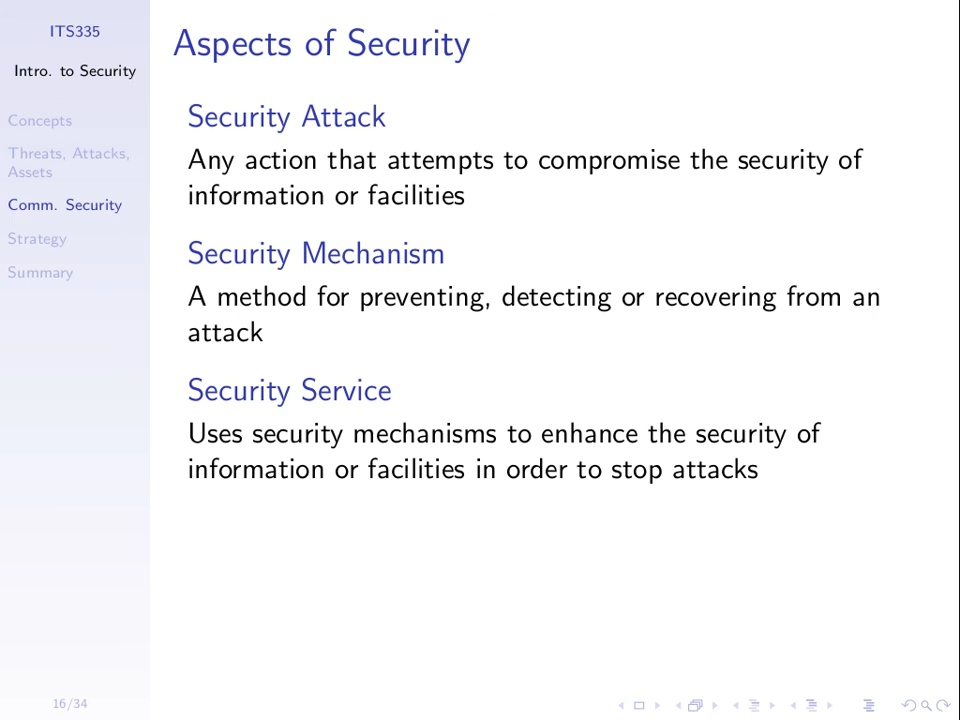 ITS335
Intro. to Security
Concepts
Threats, Attacks,
Assets
Comm. Security
Strategy
Summary
16/34
Aspects of Security
Security Attack
Any action that attempts to compromise the security of
information or facilities
Security Mechanism
A method for preventing, detecting or recovering from an
attack
Security Service
Uses security mechanisms to enhance the security of
information or facilities in order to stop attacks